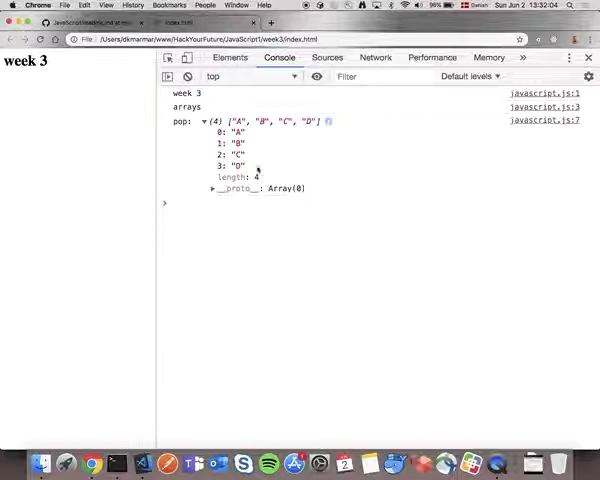 Chrome File Edit View History Bookmarks People Window Help 96% Danish Sun Jun 2 13:32:04
index.html
File /Users/dkmarmar/www/HackYourFuture/JavaScript1/week3/index.html
week 3
Elements Console Sources Network Performance Memory
top Filter Default levels
week 3 javascript.js:1
arrays javascript.js:3
pop: (4) ["A", "B", "C", "D"] javascript.js:7
0: "A"
1: "B"
2: "C"
3: "D"
length: 4
__proto__: Array(0)